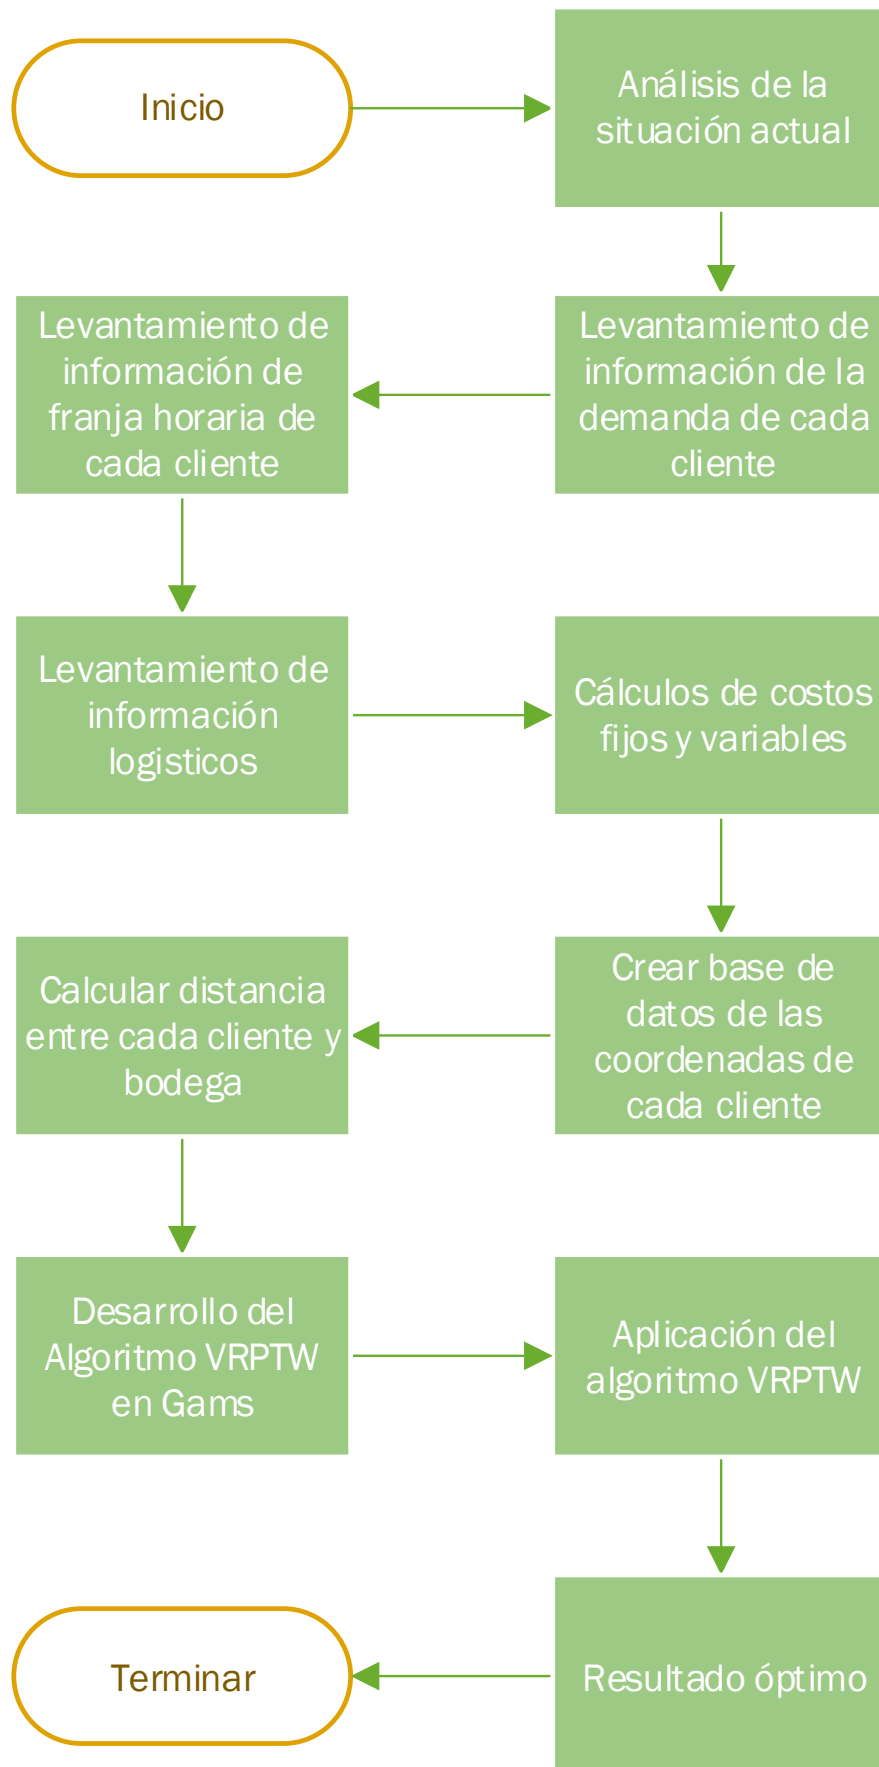 Inicio
Análisis de la
situación actual
Levantamiento de
información de la
demanda de cada
cliente
Levantamiento de
información de
franja horaria de
cada cliente
Levantamiento de
información
logisticos
Cálculos de costos
fijos y variables
Crear base de
datos de las
coordenadas de
cada cliente
Calcular distancia
entre cada cliente y
bodega
Desarrollo del
Algoritmo VRPTW
en Gams
Aplicación del
algoritmo VRPTW
Resultado óptimo
Terminar